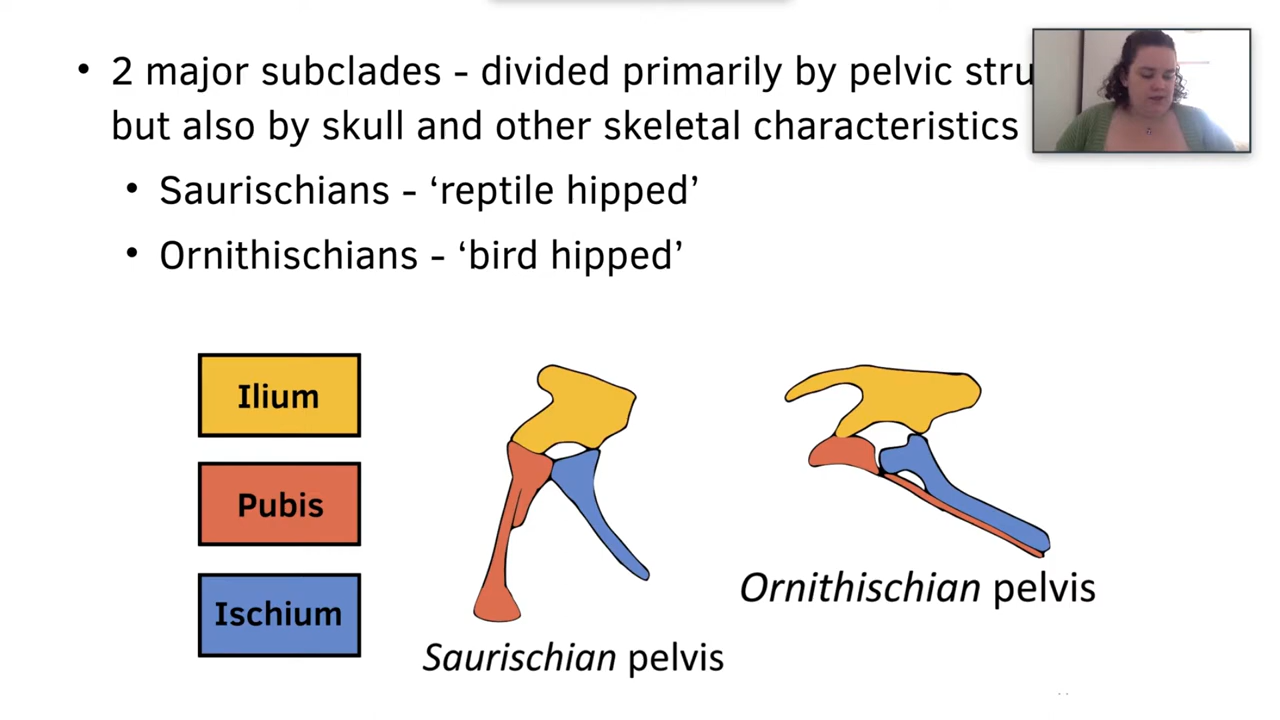 • 2 major subclades - divided primarily by pelvic
but also by skull and other skeletal characteristics
• Saurischians - ‘reptile hipped’
• Ornithischians - ‘bird hipped’
Ilium
Pubis
Ischium
Saurischian pelvis
Ornithischian pelvis